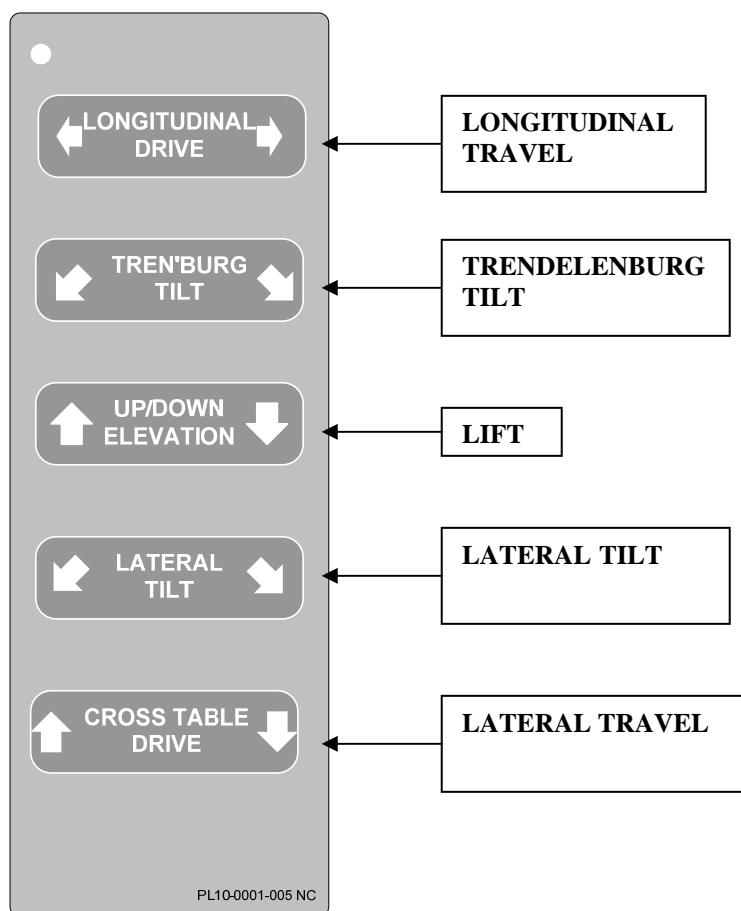 LONGITUDINAL
DRIVE
LONGITUDINAL
TRAVEL
TREN'BURG
TILT
TRENDELENBURG
TILT
UP/DOWN
ELEVATION
LIFT
LATERAL
TILT
LATERAL TILT
CROSS TABLE
DRIVE
LATERAL TRAVEL
PL10-0001-005 NC